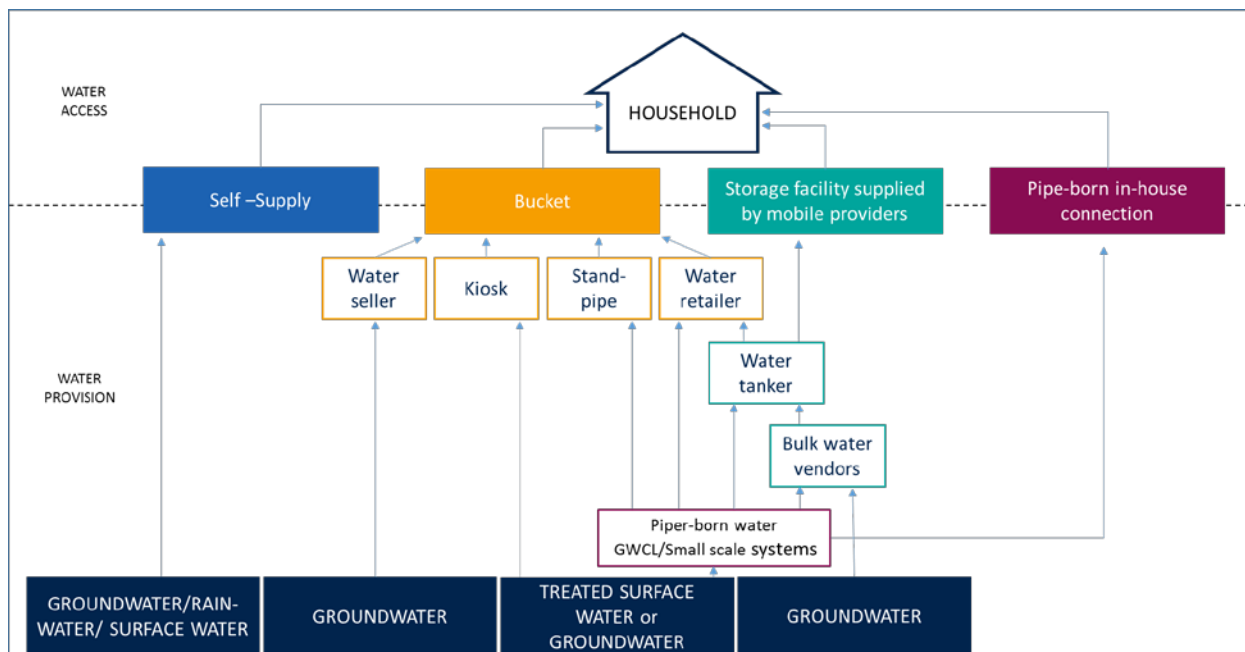 WATER
ACCESS
HOUSEHOLD
Self –Supply
Bucket
Storage facility supplied
by mobile providers
Pipe-born in-house
connection
Water
seller
Kiosk
Stand-
pipe
Water
retailer
Water
tanker
WATER
PROVISION
Bulk water
vendors
Piper-born water
GWCL/Small scale systems
GROUNDWATER/RAIN-
WATER/ SURFACE WATER
GROUNDWATER
TREATED SURFACE
WATER or
GROUNDWATER
GROUNDWATER